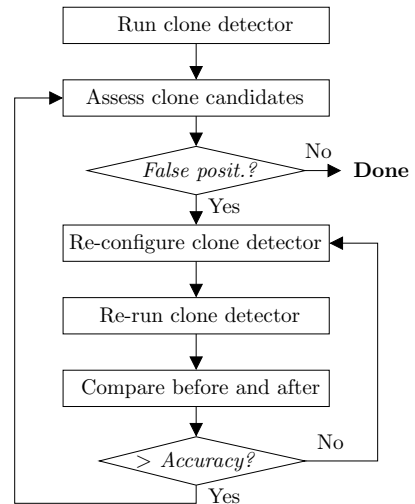 Run clone detector
Assess clone candidates
False posit.?
No
Done
Yes
Re-configure clone detector
Re-run clone detector
Compare before and after
> Accuracy?
No
Yes